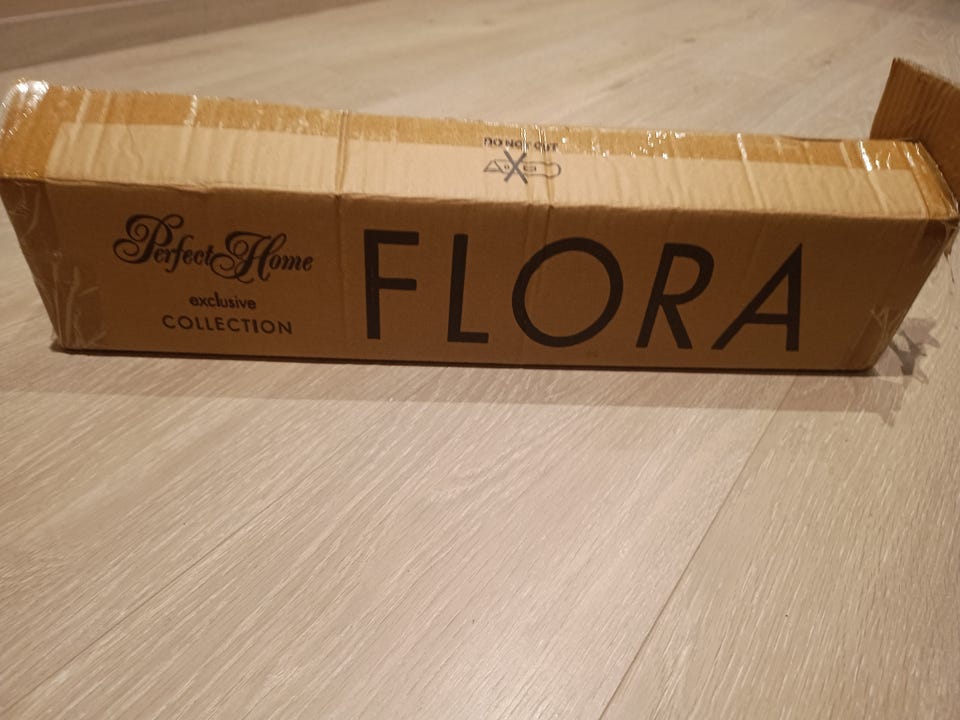 DO NOT CUT
Perfect Home
exclusive
COLLECTION
FLORA